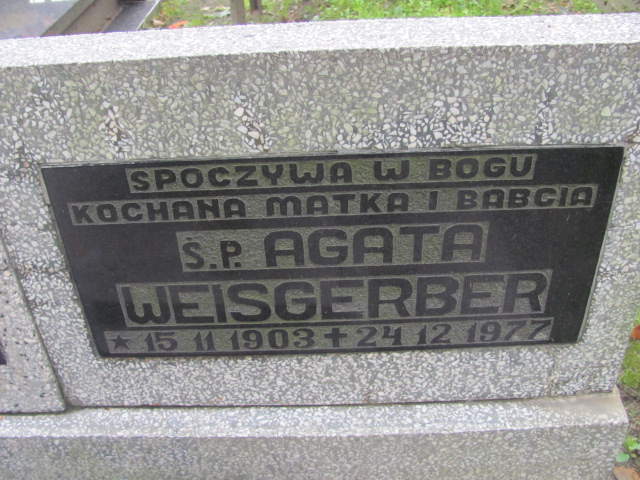 SPOCZYWA W BOGU
KOCHANA MATKA I BABCIA
Ś.P. AGATA
WEISGERBER
★ 15 11 1903 ✝ 24 12 1977